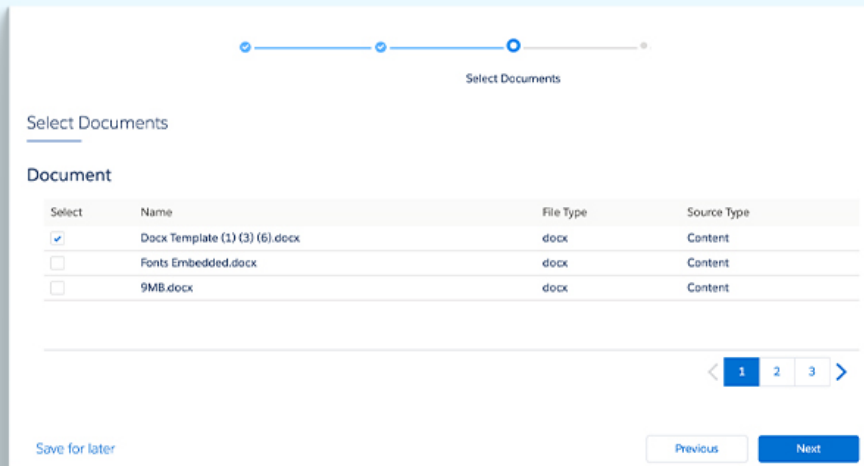 Select Documents
Select Documents
Document
Select Name File Type Source Type
Docx Template (1) (3) (6).docx docx Content
Fonts Embedded.docx docx Content
9MB.docx docx Content
1 2 3
Save for later Previous Next